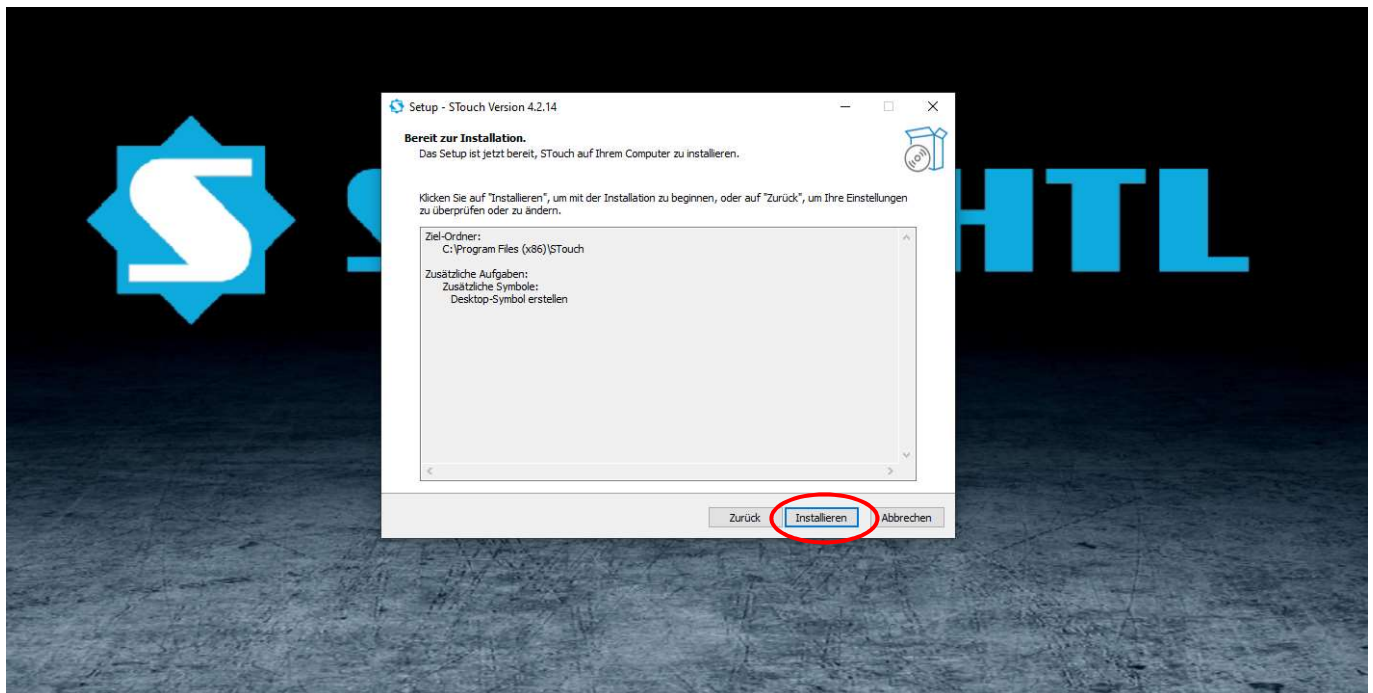 Setup - STouch Version 4.2.14
Bereit zur Installation.
Das Setup ist jetzt bereit, STouch auf Ihrem Computer zu installieren.
Klicken Sie auf "Installieren", um mit der Installation zu beginnen, oder auf "Zurück", um Ihre Einstellungen
zu überprüfen oder zu ändern.
Ziel-Ordner:
C:\Program Files (x86)\STouch
Zusätzliche Aufgaben:
Zusätzliche Symbole:
Desktop-Symbol erstellen
Zurück Installieren Abbrechen